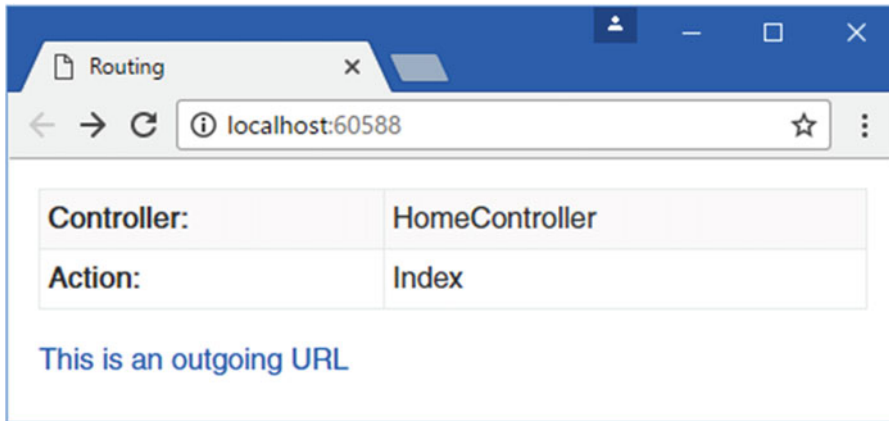 Routing
localhost:60588
Controller: HomeController
Action: Index
This is an outgoing URL